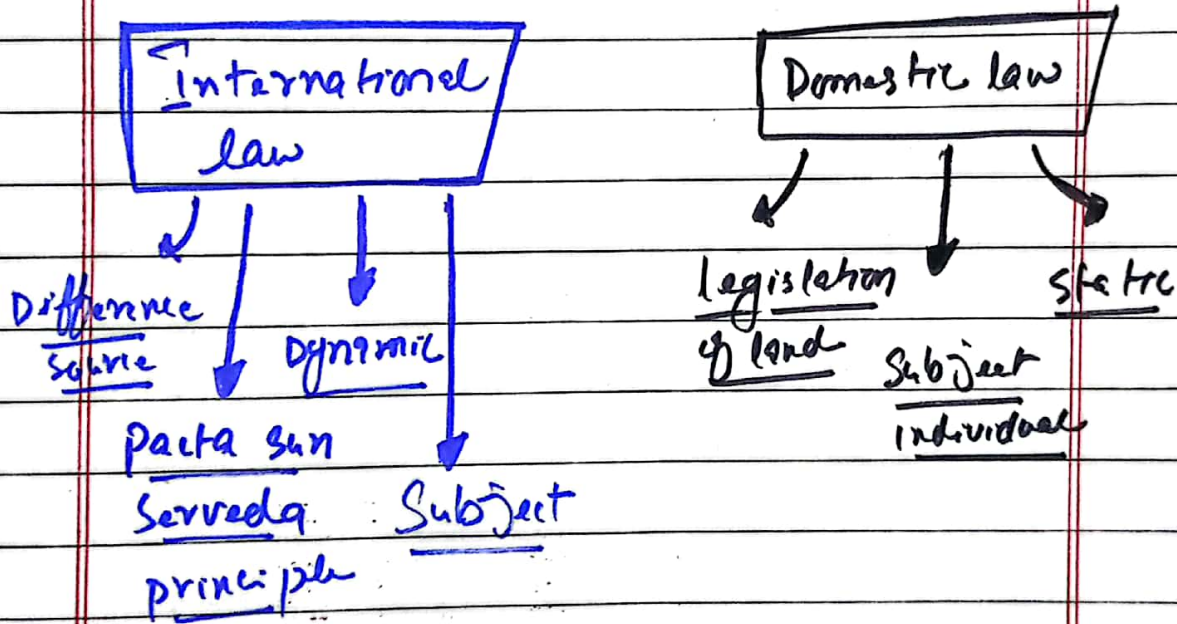 International
law
Difference
source
Pacta sun
Serveda
principle
Dynamic
Subject
Domestic law
legislation
of land
Subject
individual
static